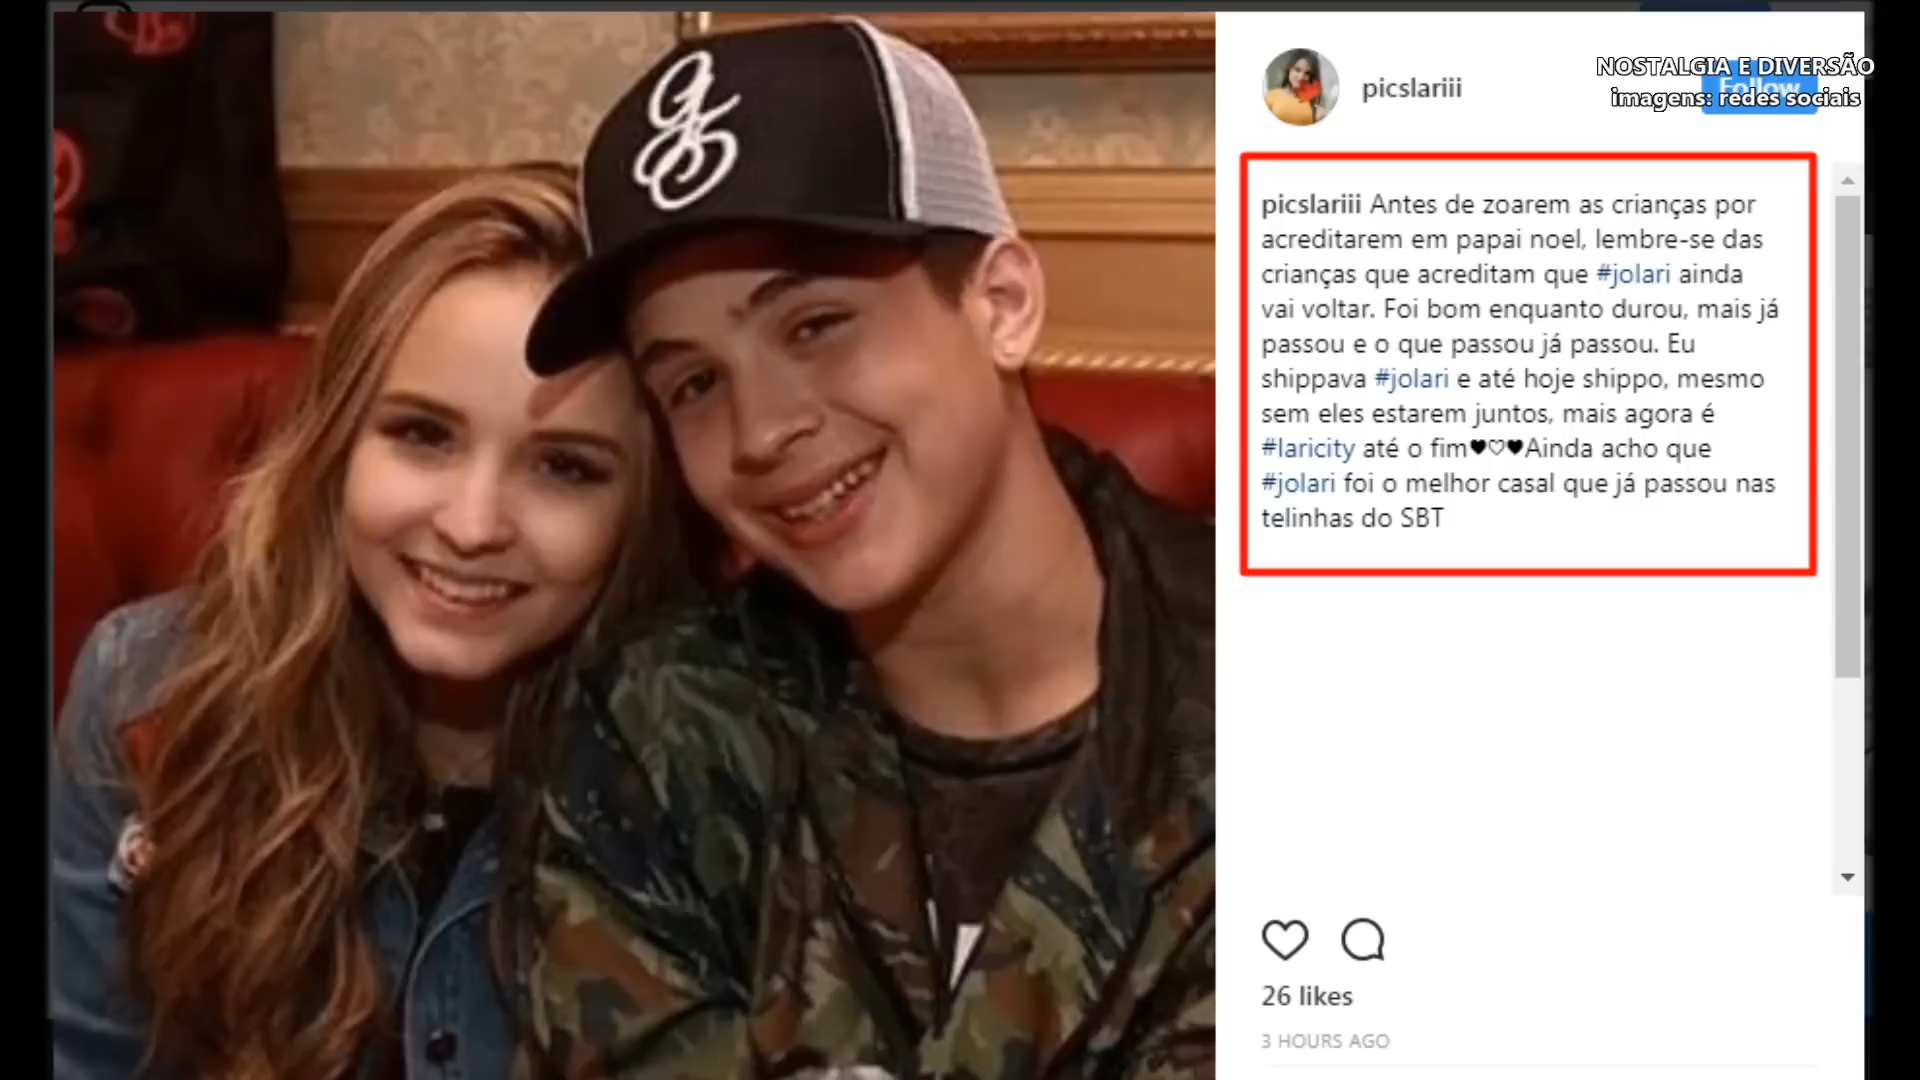 NOSTALGIA E DIVERSÃO
imagens: redes sociais
picslariii
Follow
picslariii Antes de zoarem as crianças por
acreditarem em papai noel, lembre-se das
crianças que acreditam que #jolari ainda
vai voltar. Foi bom enquanto durou, mais já
passou e o que passou já passou. Eu
shippava #jolari e até hoje shippo, mesmo
sem eles estarem juntos, mais agora é
#laricity até o fim♥♡♥Ainda acho que
#jolari foi o melhor casal que já passou nas
telinhas do SBT
26 likes
3 HOURS AGO